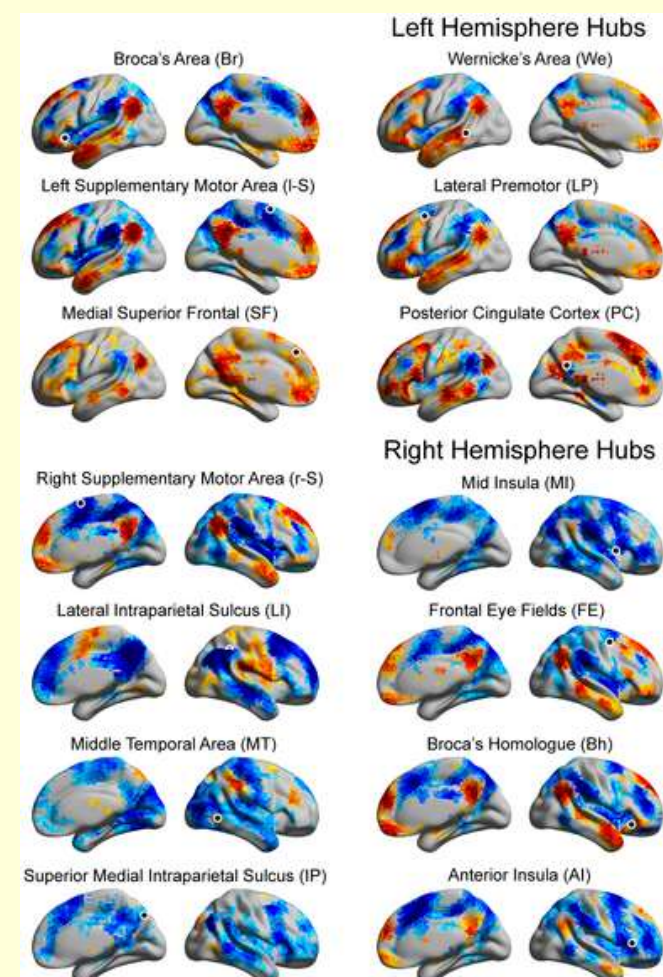 Left Hemisphere Hubs
Broca's Area (Br)
Wernicke's Area (We)
Left Supplementary Motor Area (l-S)
Lateral Premotor (LP)
Medial Superior Frontal (SF)
Posterior Cingulate Cortex (PC)
Right Hemisphere Hubs
Right Supplementary Motor Area (r-S)
Mid Insula (MI)
Lateral Intraparietal Sulcus (LI)
Frontal Eye Fields (FE)
Middle Temporal Area (MT)
Broca's Homologue (Bh)
Superior Medial Intraparietal Sulcus (IP)
Anterior Insula (AI)